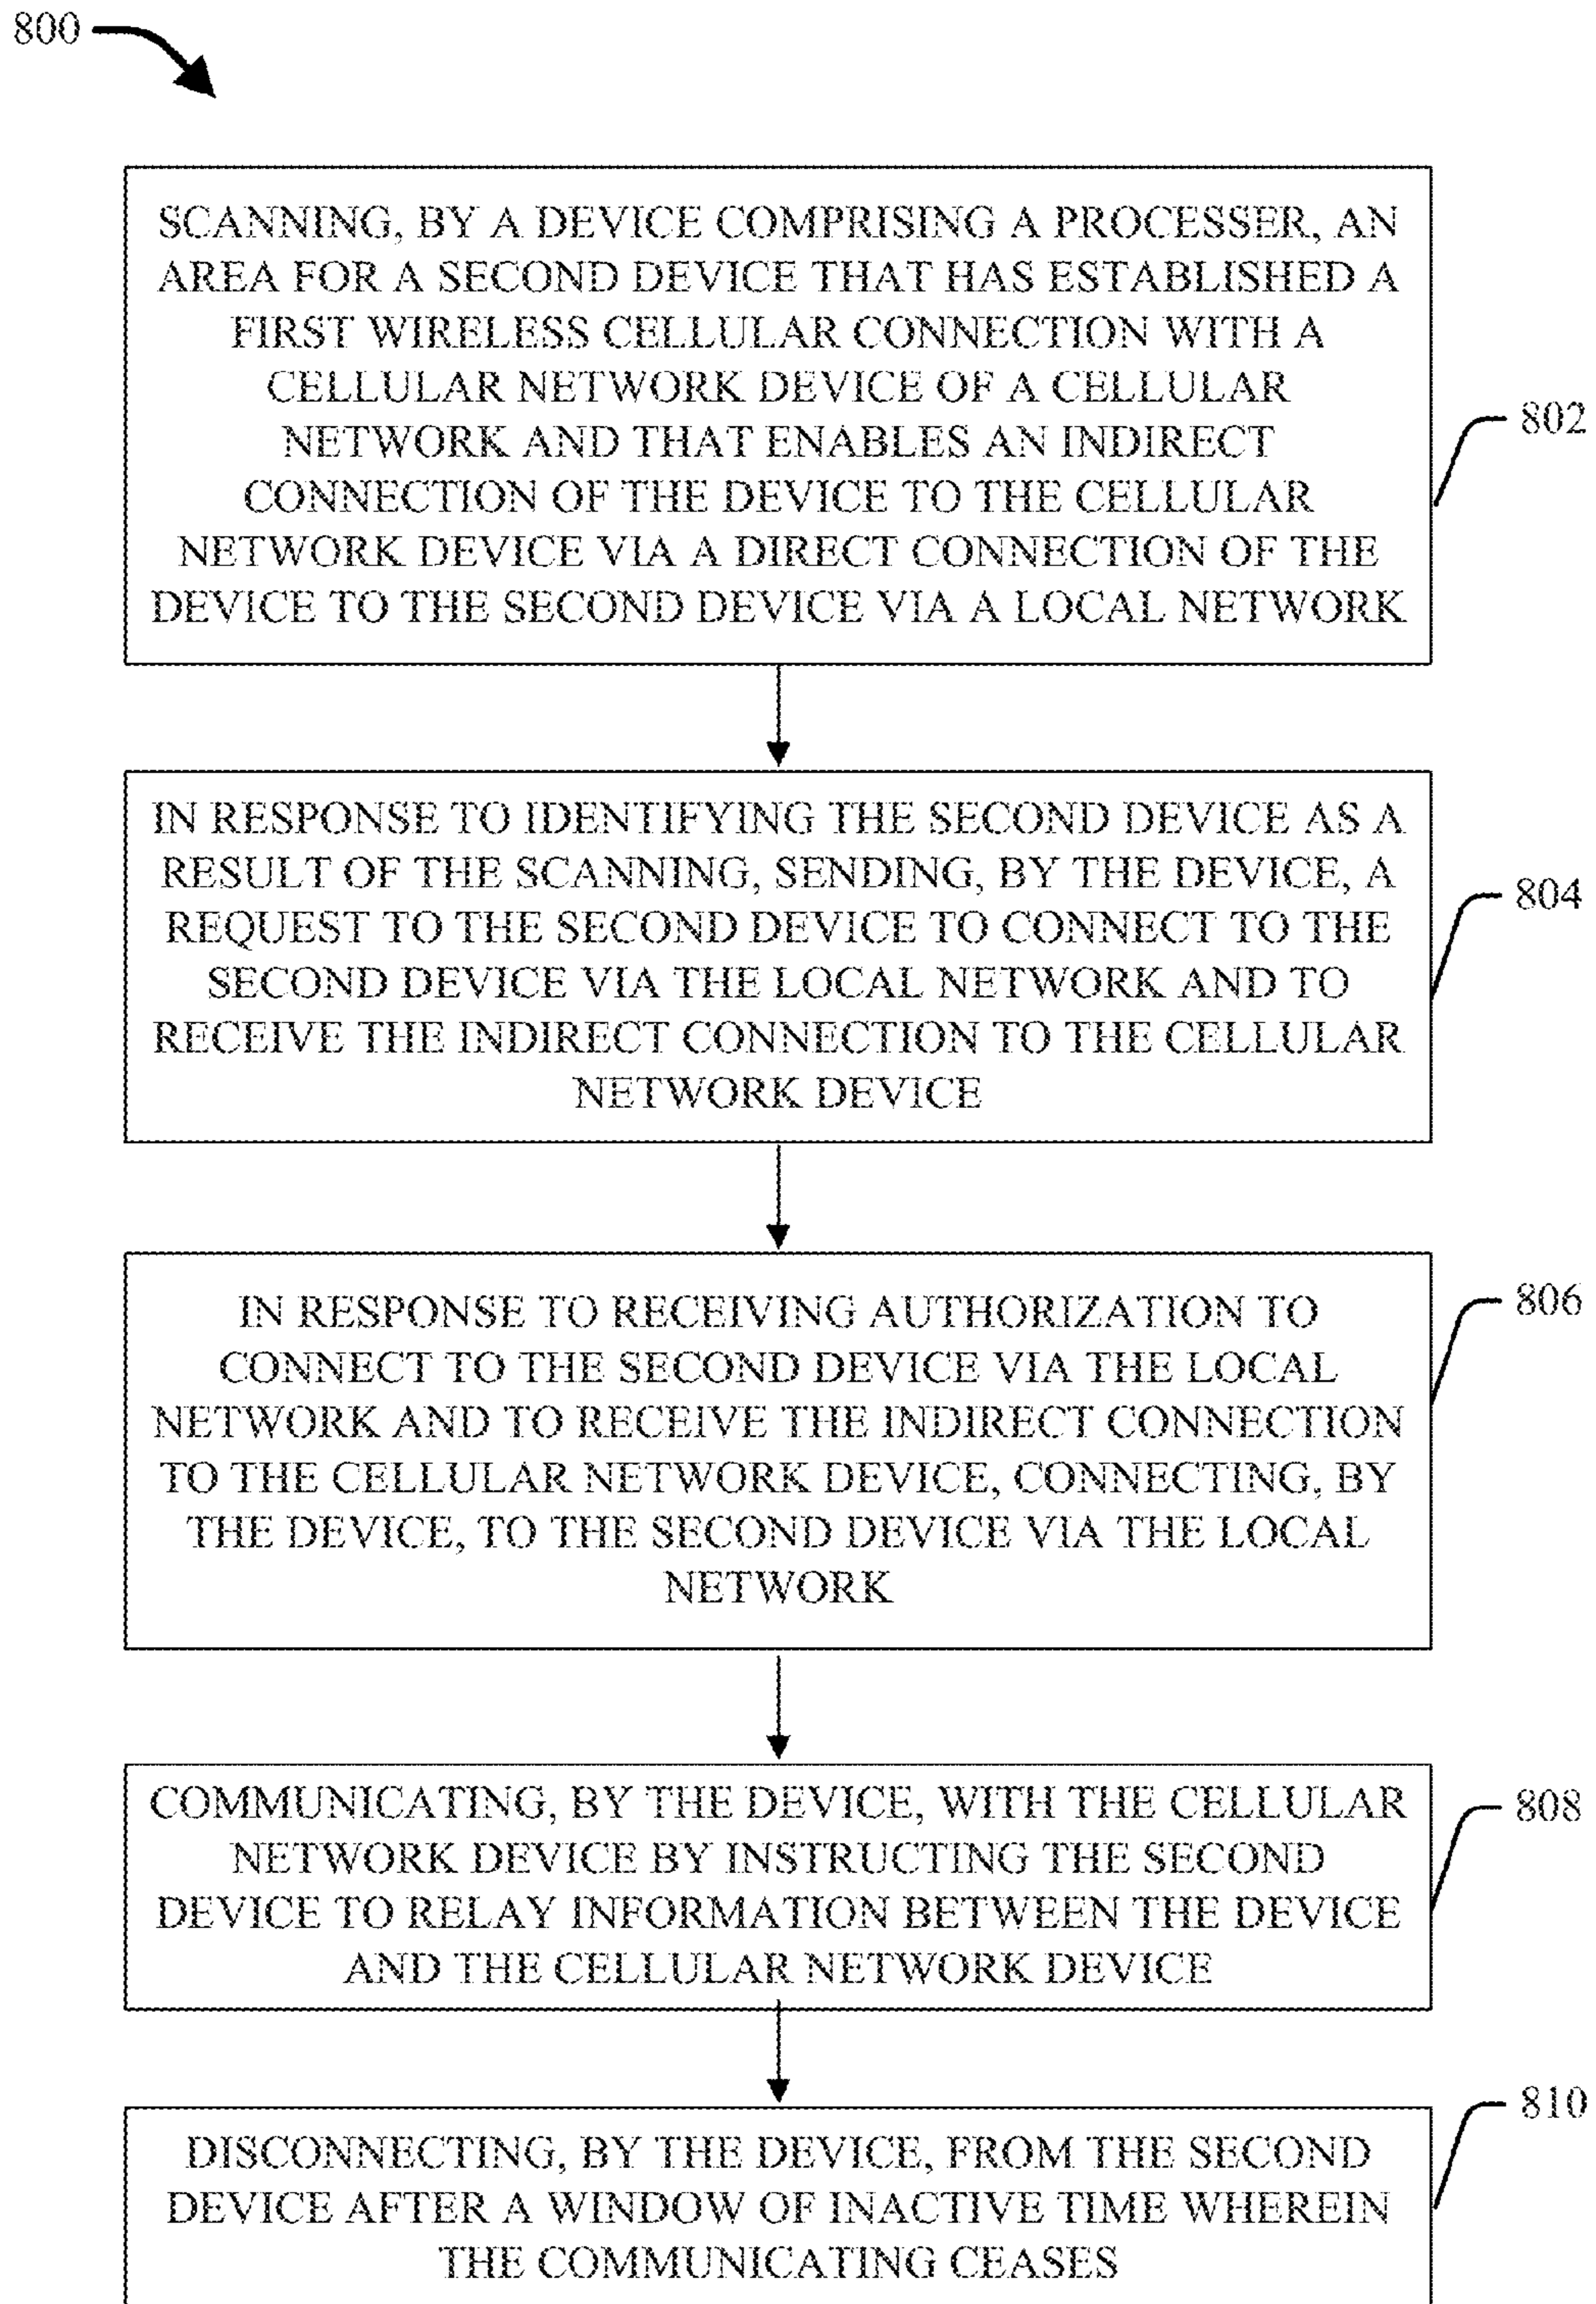 800
SCANNING, BY A DEVICE COMPRISING A PROCESSER, AN
AREA FOR A SECOND DEVICE THAT HAS ESTABLISHED A
FIRST WIRELESS CELLULAR CONNECTION WITH A
CELLULAR NETWORK DEVICE OF A CELLULAR
NETWORK AND THAT ENABLES AN INDIRECT
CONNECTION OF THE DEVICE TO THE CELLULAR
NETWORK DEVICE VIA A DIRECT CONNECTION OF THE
DEVICE TO THE SECOND DEVICE VIA A LOCAL NETWORK
802
IN RESPONSE TO IDENTIFYING THE SECOND DEVICE AS A
RESULT OF THE SCANNING, SENDING, BY THE DEVICE, A
REQUEST TO THE SECOND DEVICE TO CONNECT TO THE
SECOND DEVICE VIA THE LOCAL NETWORK AND TO
RECEIVE THE INDIRECT CONNECTION TO THE CELLULAR
NETWORK DEVICE
804
IN RESPONSE TO RECEIVING AUTHORIZATION TO
CONNECT TO THE SECOND DEVICE VIA THE LOCAL
NETWORK AND TO RECEIVE THE INDIRECT CONNECTION
TO THE CELLULAR NETWORK DEVICE, CONNECTING, BY
THE DEVICE, TO THE SECOND DEVICE VIA THE LOCAL
NETWORK
806
COMMUNICATING, BY THE DEVICE, WITH THE CELLULAR
NETWORK DEVICE BY INSTRUCTING THE SECOND
DEVICE TO RELAY INFORMATION BETWEEN THE DEVICE
AND THE CELLULAR NETWORK DEVICE
808
DISCONNECTING, BY THE DEVICE, FROM THE SECOND
DEVICE AFTER A WINDOW OF INACTIVE TIME WHEREIN
THE COMMUNICATING CEASES
810